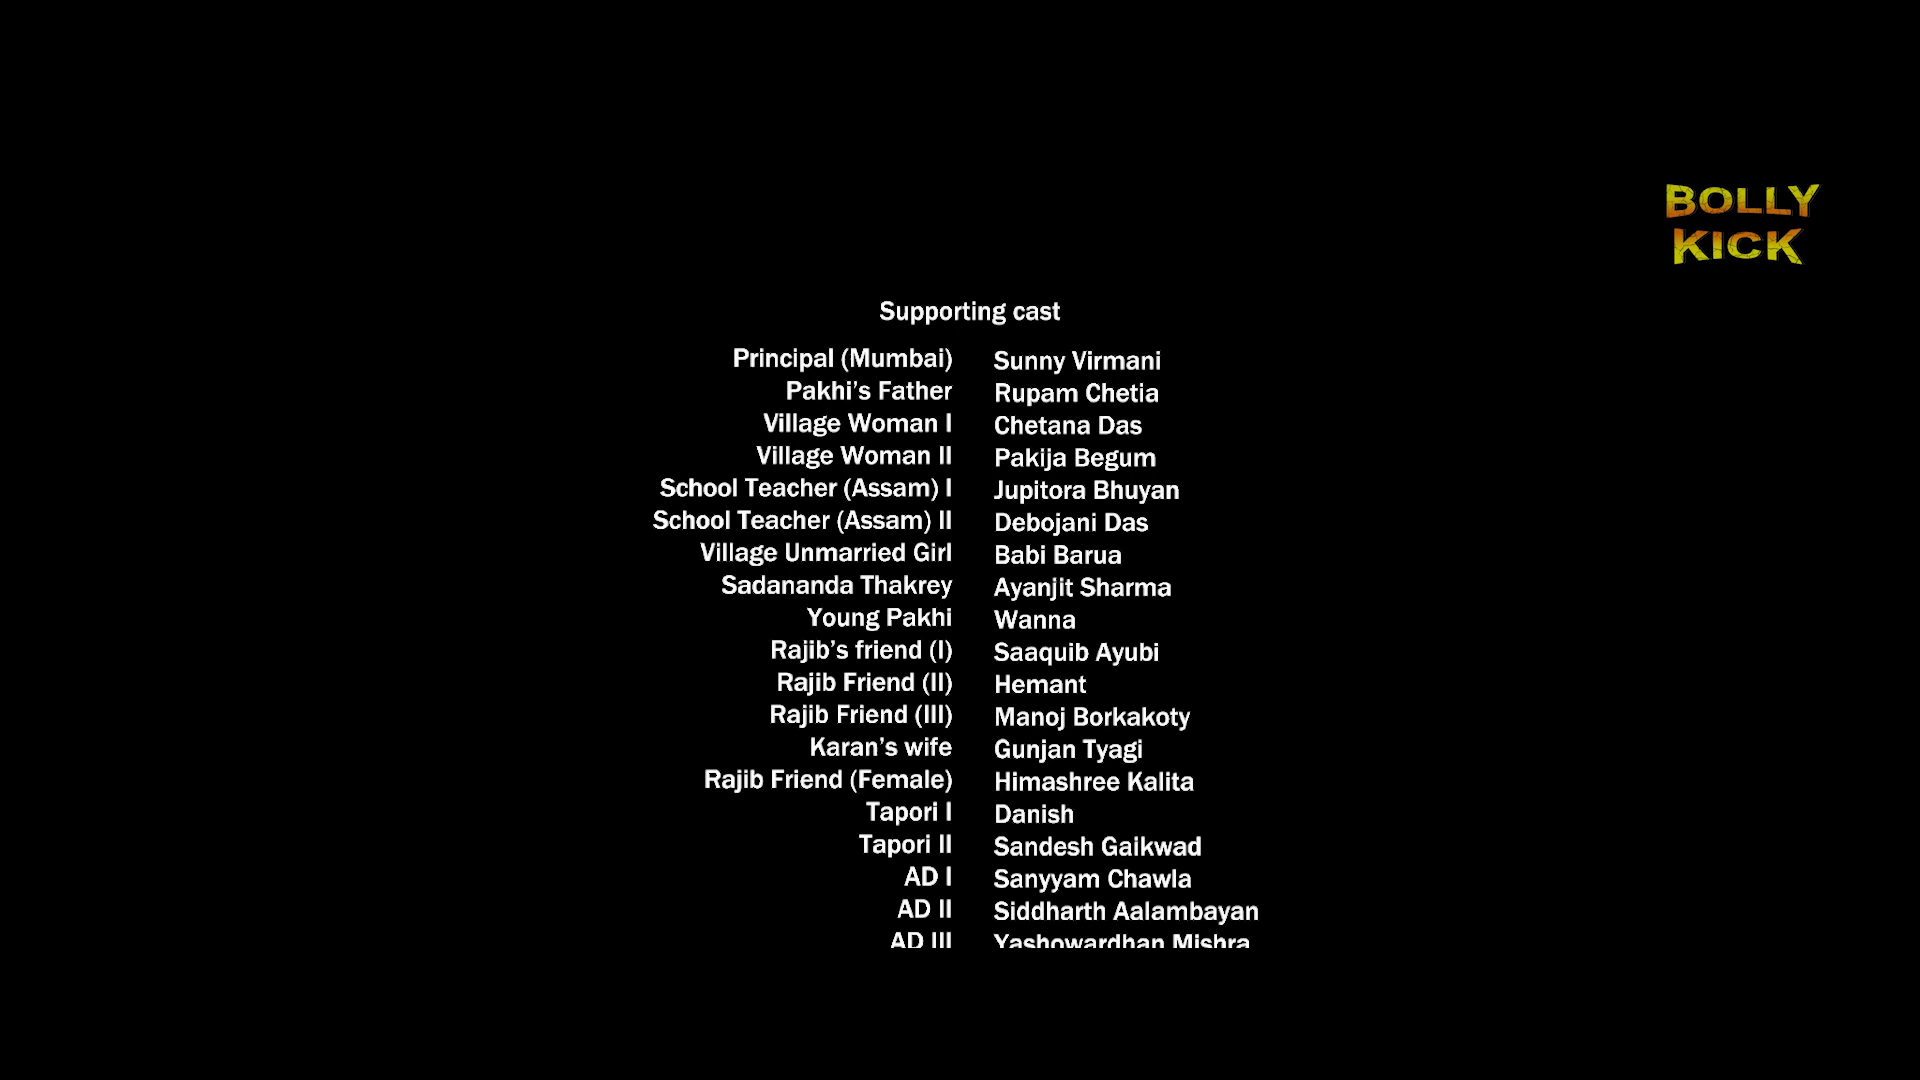 BOLLY
KICK
Supporting cast
Principal (Mumbai) Sunny Virmani
Pakhi's Father Rupam Chetia
Village Woman I Chetana Das
Village Woman II Pakija Begum
School Teacher (Assam) I Jupitora Bhuyan
School Teacher (Assam) II Debojani Das
Village Unmarried Girl Babi Barua
Sadananda Thakrey Ayanjit Sharma
Young Pakhi Wanna
Rajib's friend (I) Saaquib Ayubi
Rajib Friend (II) Hemant
Rajib Friend (III) Manoj Borkakoty
Karan's wife Gunjan Tyagi
Rajib Friend (Female) Himashree Kalita
Tapori I Danish
Tapori II Sandesh Gaikwad
AD I Sanyyam Chawla
AD II Siddharth Aalambayan
AD III Yashowardhan Mishra